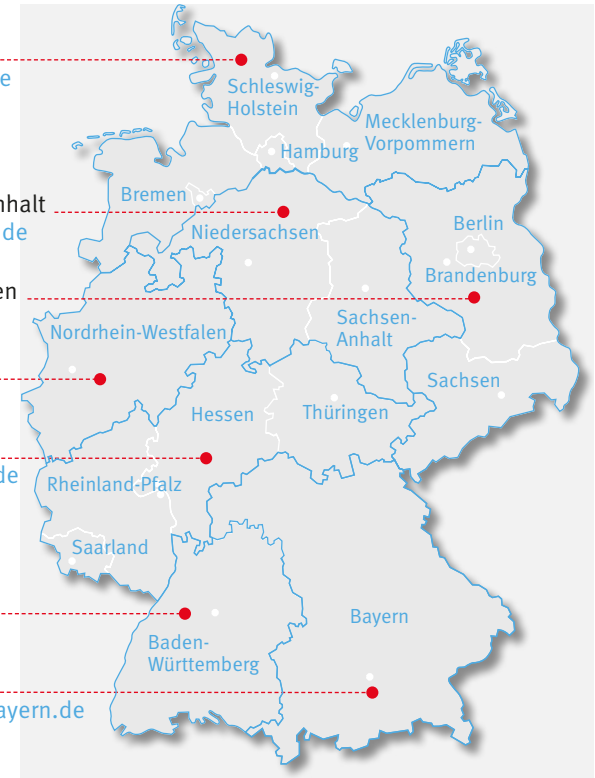 e
Schleswig-
Holstein
Mecklenburg-
Vorpommern
Hamburg
Bremen
nhalt
de
Niedersachsen
Berlin
Brandenburg
en
Sachsen-
Anhalt
Nordrhein-Westfalen
Sachsen
Hessen
Thüringen
de
Rheinland-Pfalz
Saarland
Bayern
Baden-
Württemberg
ayern.de